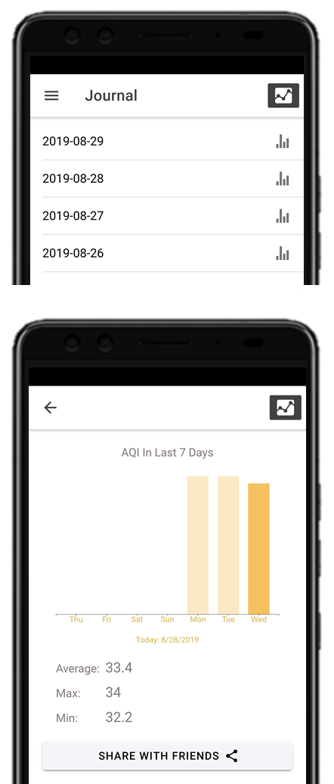 Journal
2019-08-29
2019-08-28
2019-08-27
2019-08-26
AQI In Last 7 Days
Thu Fri Sat Sun Mon Tue Wed
Today: 8/28/2019
Average: 33.4
Max: 34
Min: 32.2
SHARE WITH FRIENDS